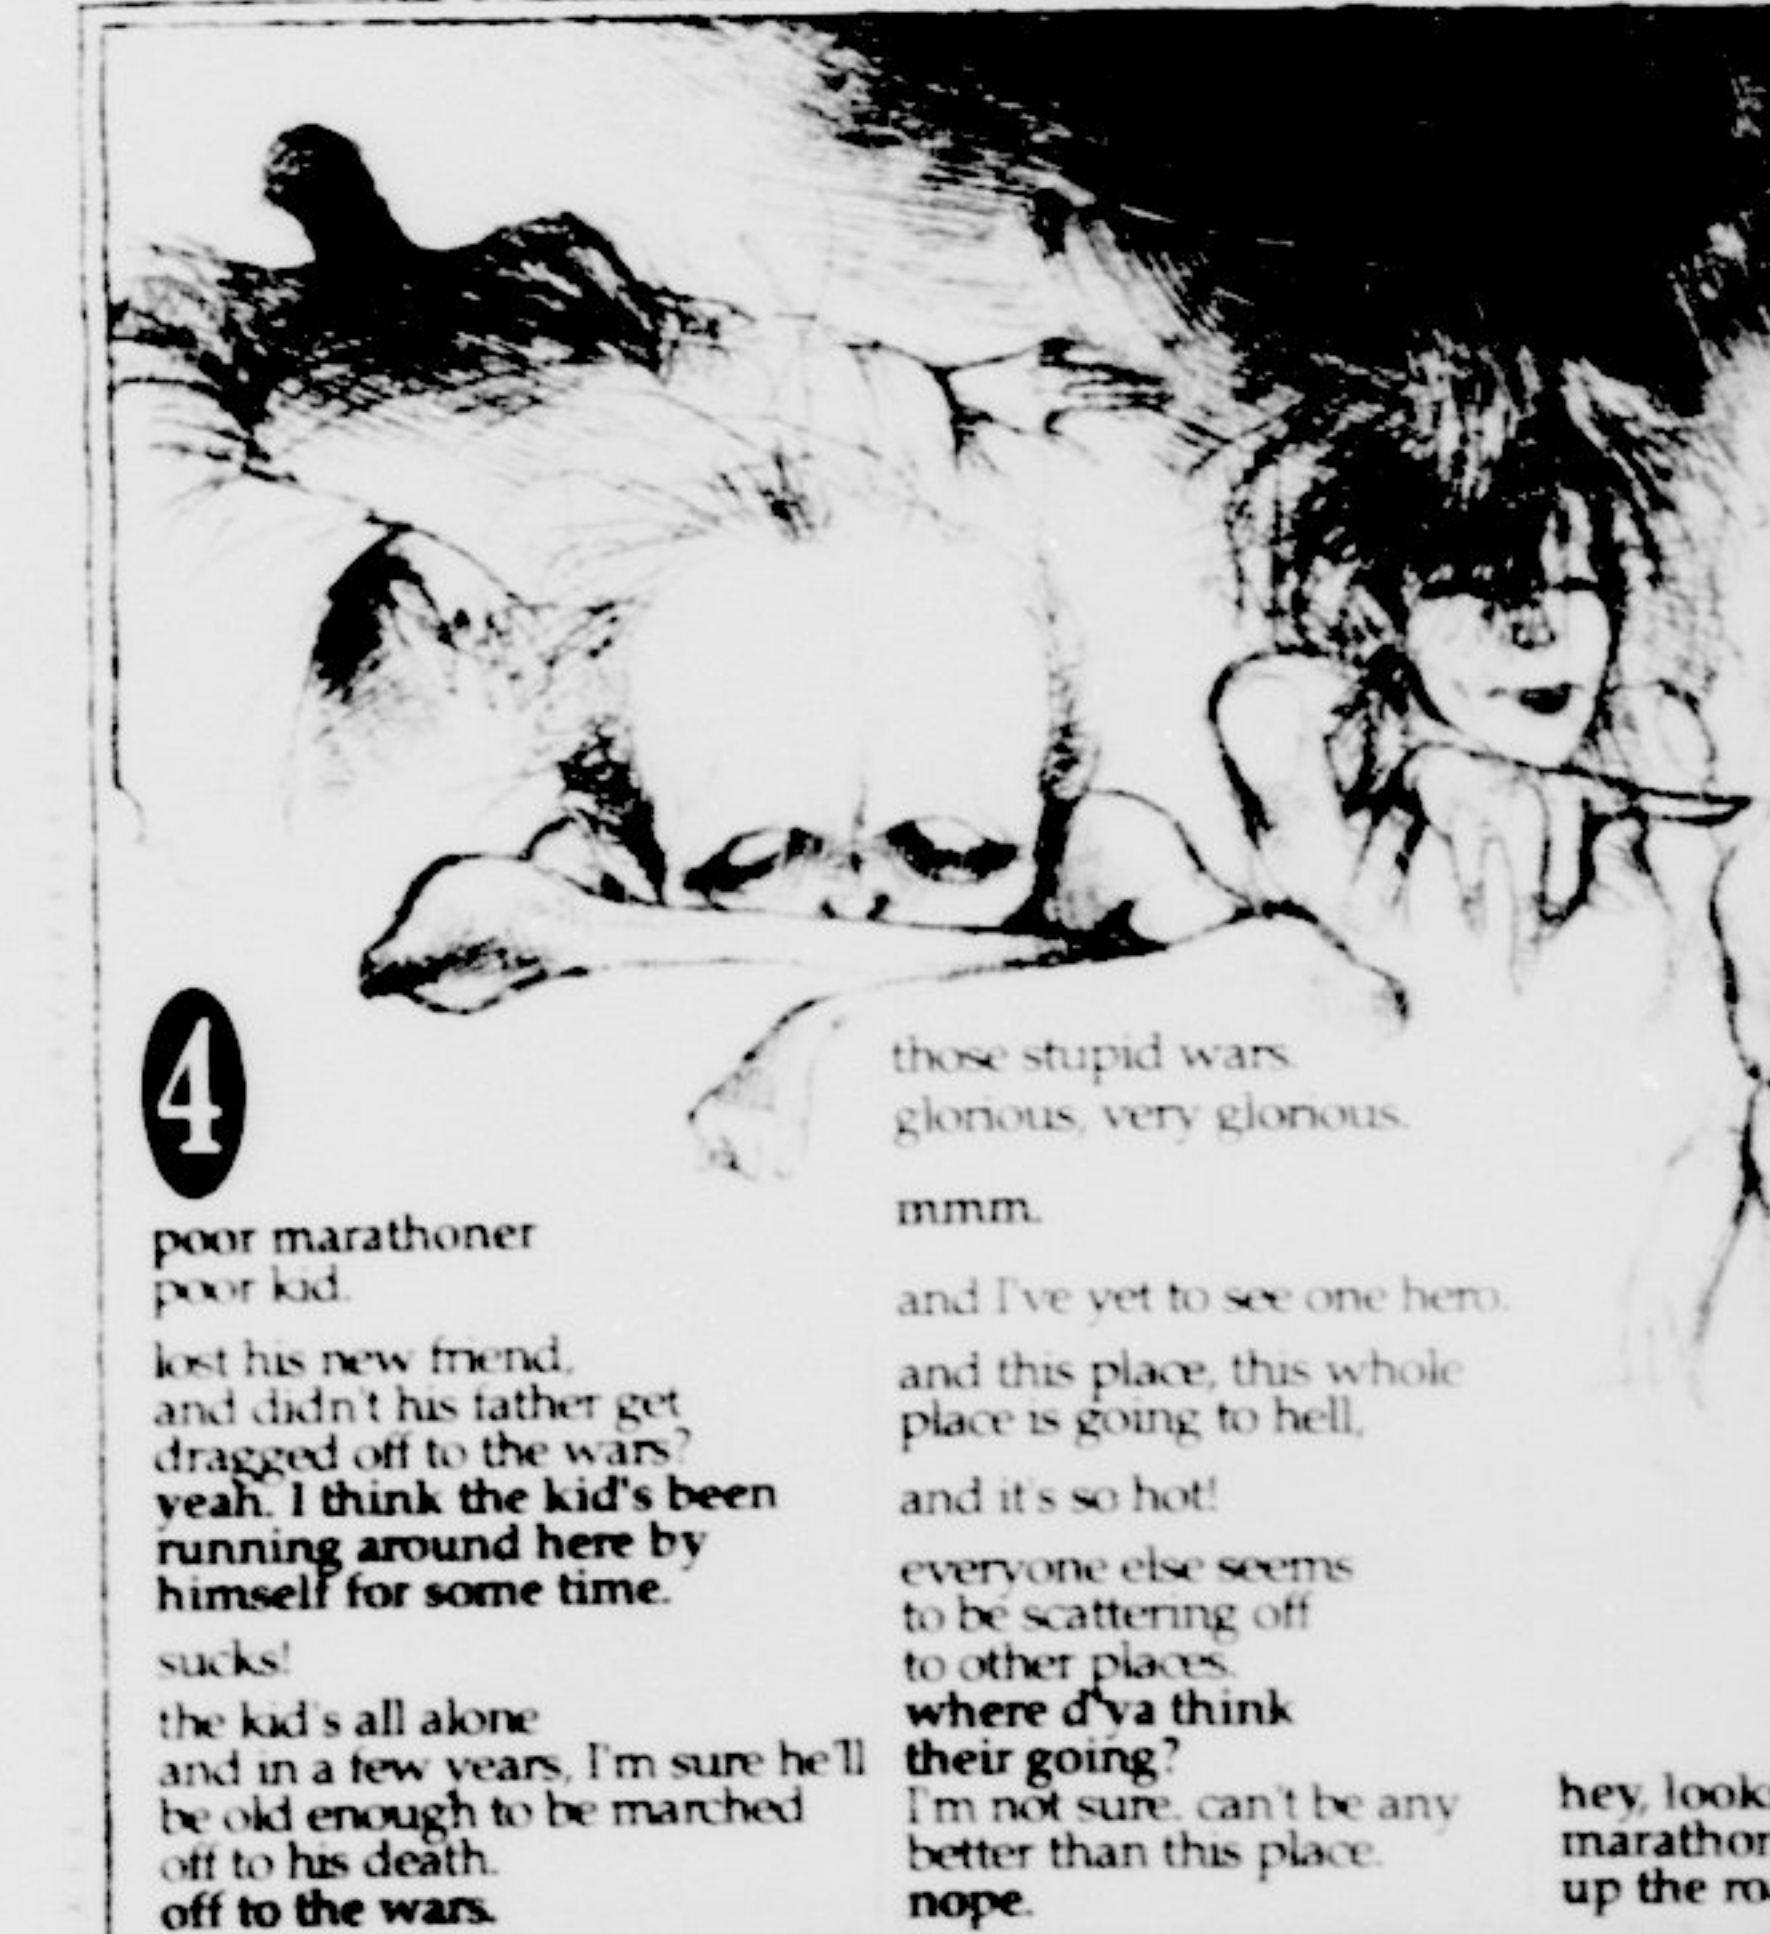 4
poor marathoner
poor kid.
lost his new friend,
and didn't his father get
dragged off to the wars?
yeah. I think the kid's been
running around here by
himself for some time.
sucks!
the kid's all alone
and in a few years, I'm sure he'll
be old enough to be marched
off to his death.
off to the wars.
those stupid wars.
glorious, very glorious.
mmm.
and I've yet to see one hero.
and this place, this whole
place is going to hell,
and it's so hot!
everyone else seems
to be scattering off
to other places.
where d'ya think
their going?
I'm not sure. can't be any
better than this place.
nope.
hey, look
marathon
up the